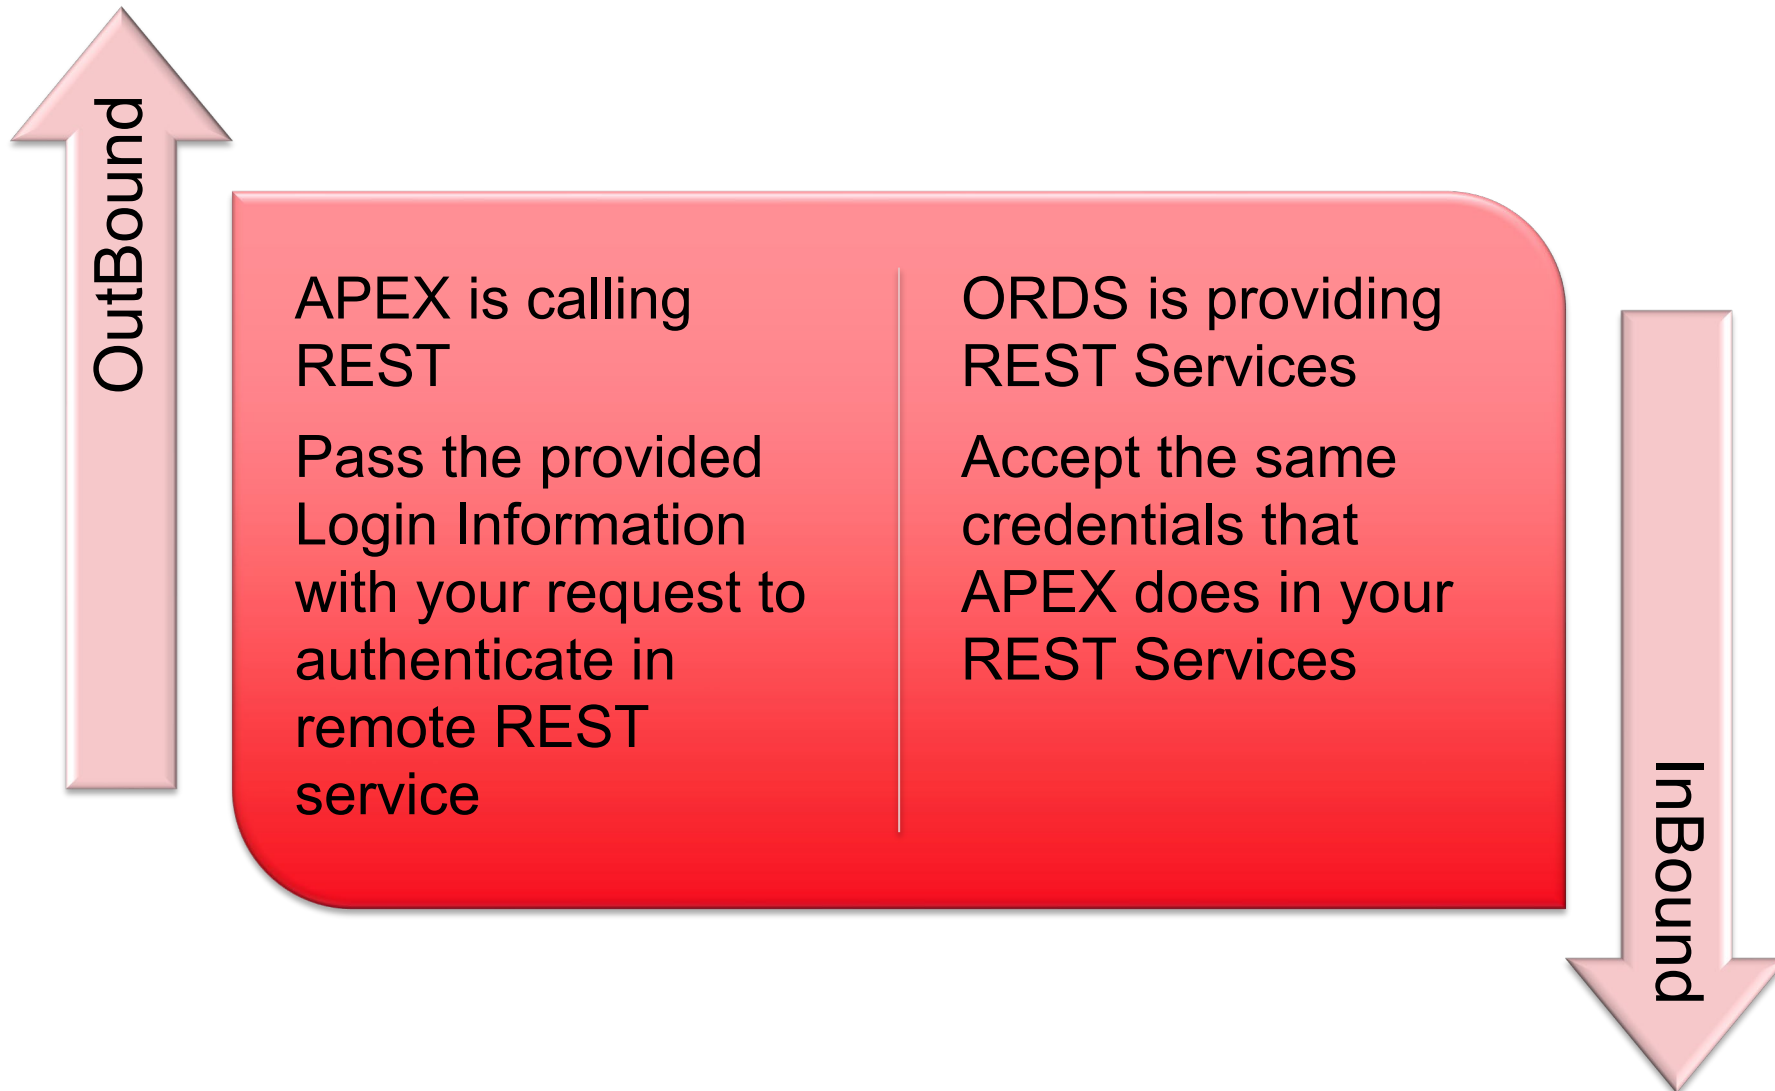 OutBound
APEX is calling
REST
Pass the provided
Login Information
with your request to
authenticate in
remote REST
service
ORDS is providing
REST Services
Accept the same
credentials that
APEX does in your
REST Services
InBound